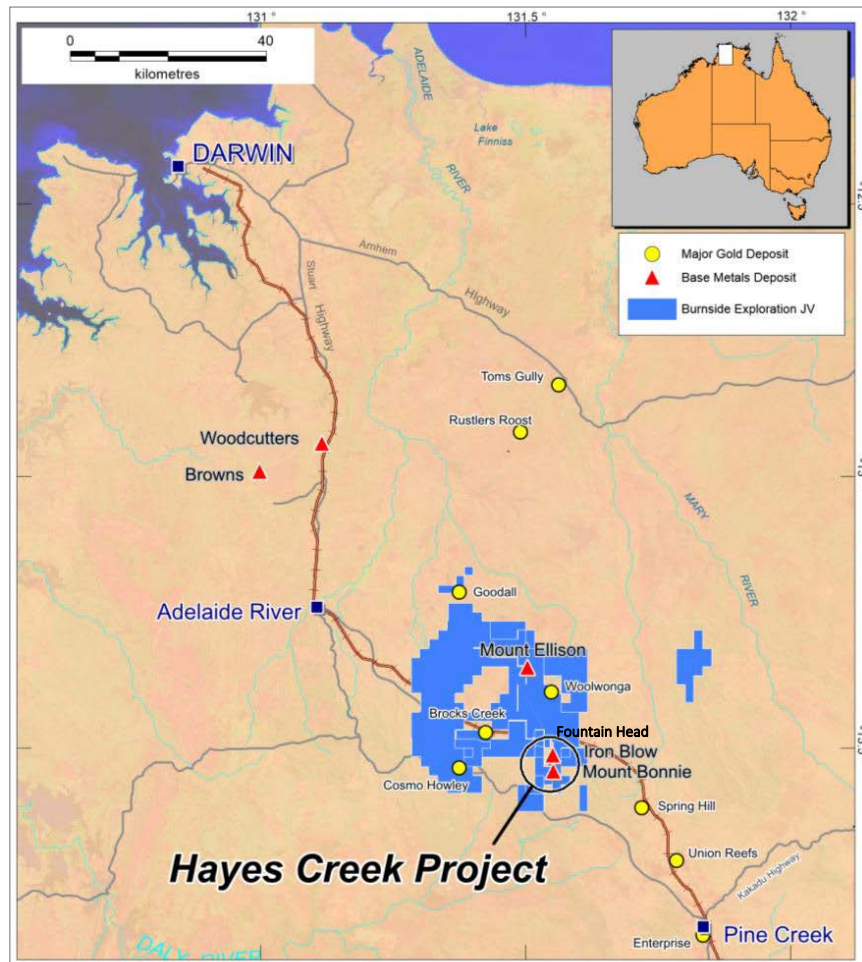 131 °
131.5 °
132 °
0
40
kilometres
ADELAIDE
RIVER
Lake
Finniss
DARWIN
Major Gold Deposit
Base Metals Deposit
Burnside Exploration JV
Arnhem
Highway
Stuart
Highway
Toms Gully
Rustlers Roost
Woodcutters
Browns
MARY
RIVER
Goodall
Adelaide River
Mount Ellison
Woolwonga
Brocks Creek
Fountain Head
Iron Blow
Mount Bonnie
Cosmo Howley
Spring Hill
Hayes Creek Project
Union Reefs
Kakadu Highway
Enterprise
Pine Creek
DALY RIVER